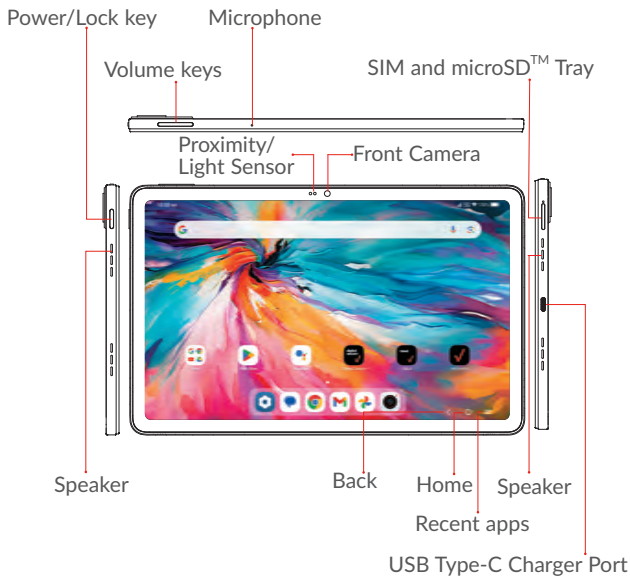 Power/Lock key
Volume keys
Microphone
SIM and microSD™ Tray
Proximity/
Light Sensor
Front Camera
Speaker
Back
Home
Speaker
Recent apps
USB Type-C Charger Port